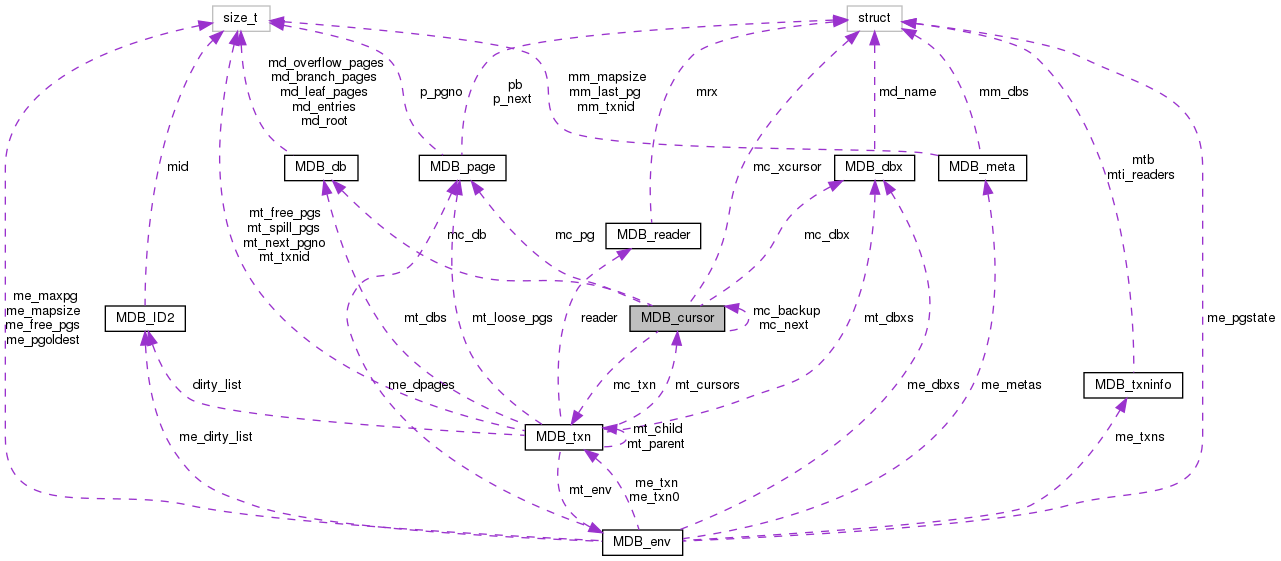 size_t
struct
md_overflow_pages
md_branch_pages
md_leaf_pages
md_entries
md_root
p_pgno
pb
p_next
mm_mapsize
mm_last_pg
mm_txnid
mrx
md_name
mm_dbs
mid
MDB_db
MDB_page
mc_xcursor
MDB_dbx
MDB_meta
mtb
mti_readers
mt_free_pgs
mt_spill_pgs
mt_next_pgno
mt_txnid
mc_db
mc_pg
MDB_reader
mc_dbx
me_maxpg
me_mapsize
me_free_pgs
me_pgoldest
MDB_ID2
mt_dbs
mt_loose_pgs
reader
MDB_cursor
mc_backup
mc_next
mt_dbxs
me_pgstate
dirty_list
me_dpages
mc_txn
mt_cursors
me_dbxs
me_metas
MDB_txninfo
me_dirty_list
MDB_txn
mt_child
mt_parent
me_txns
mt_env
me_txn
me_txn0
MDB_env